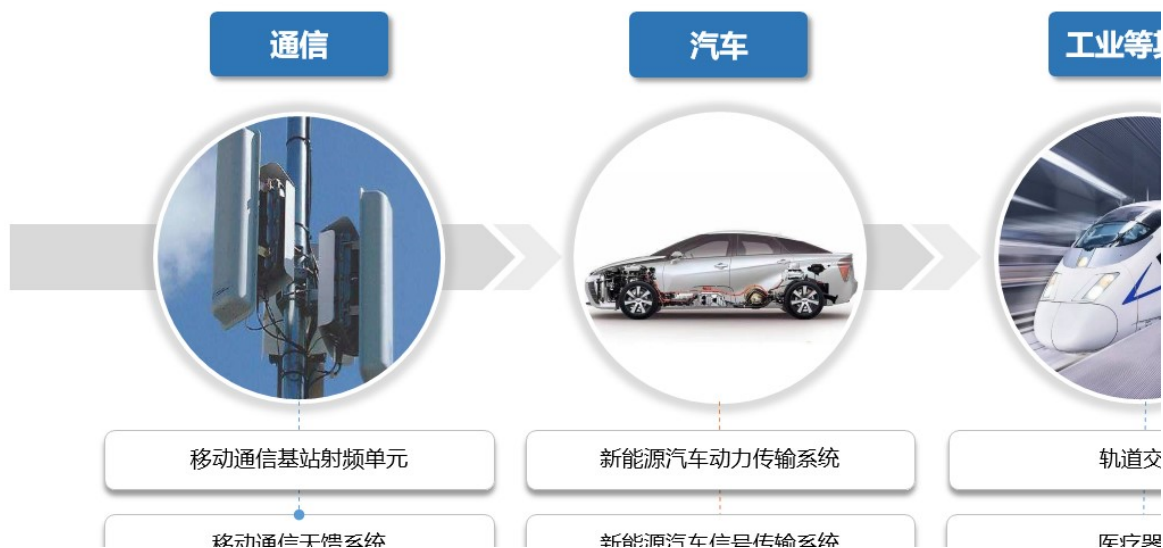 通信
汽车
工业等
移动通信基站射频单元
新能源汽车动力传输系统
轨道交
移动通信天馈系统
新能源汽车信号传输系统
医疗器